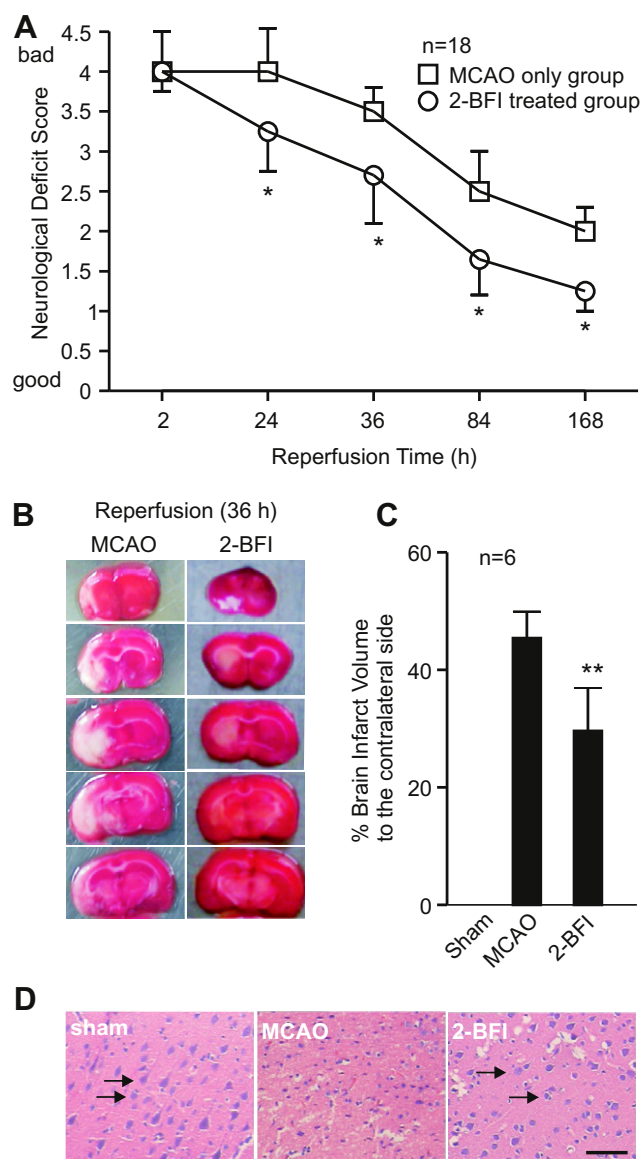 A
bad
good
Neurological Deficit Score
4.5
4
3.5
3
2.5
2
1.5
1
0.5
0
n=18
MCAO only group
2-BFI treated group
*
*
*
*
2
24
36
84
168
Reperfusion Time (h)
B
Reperfusion (36 h)
MCAO
2-BFI
C
% Brain Infarct Volume
to the contralateral side
60
40
20
0
n=6
**
Sham
MCAO
2-BFI
D
sham
MCAO
2-BFI